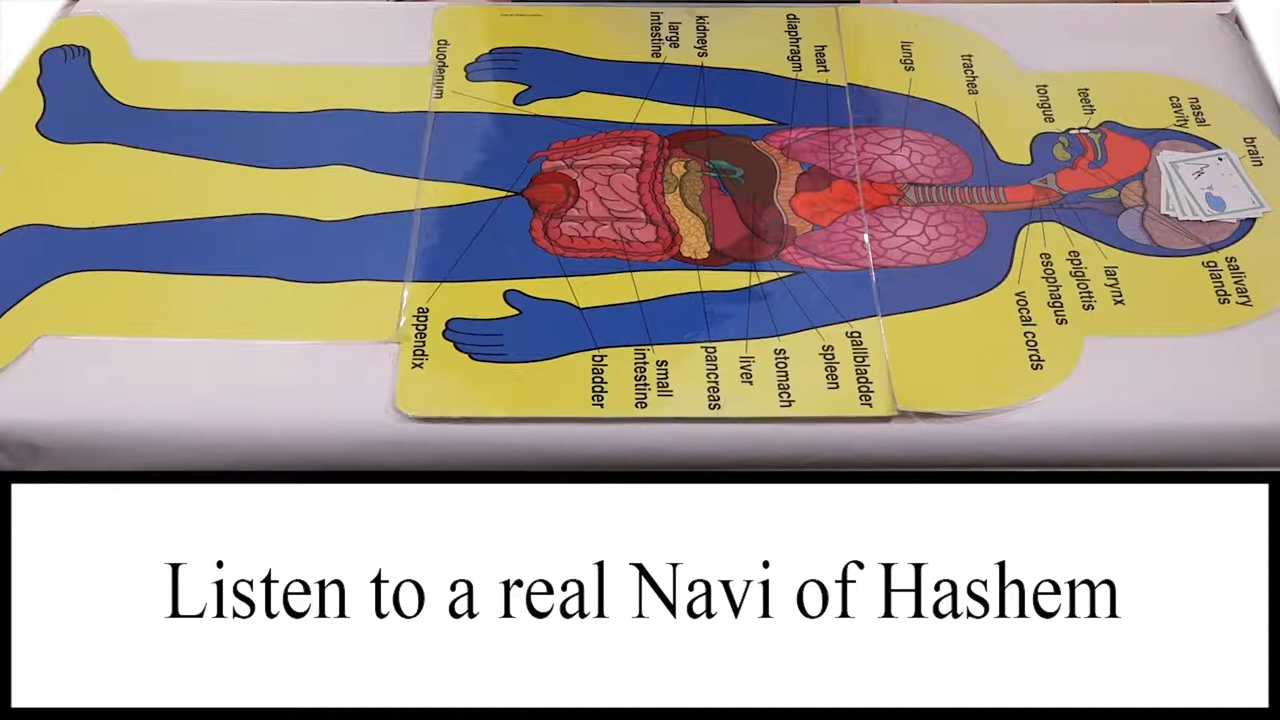 duodenum
large
intestine
kidneys
diaphragm
heart
lungs
trachea
tongue
teeth
nasal
cavity
brain
appendix
bladder
small
intestine
pancreas
liver
stomach
spleen
gallbladder
vocal cords
esophagus
epiglottis
larynx
salivary
glands
Listen to a real Navi of Hashem